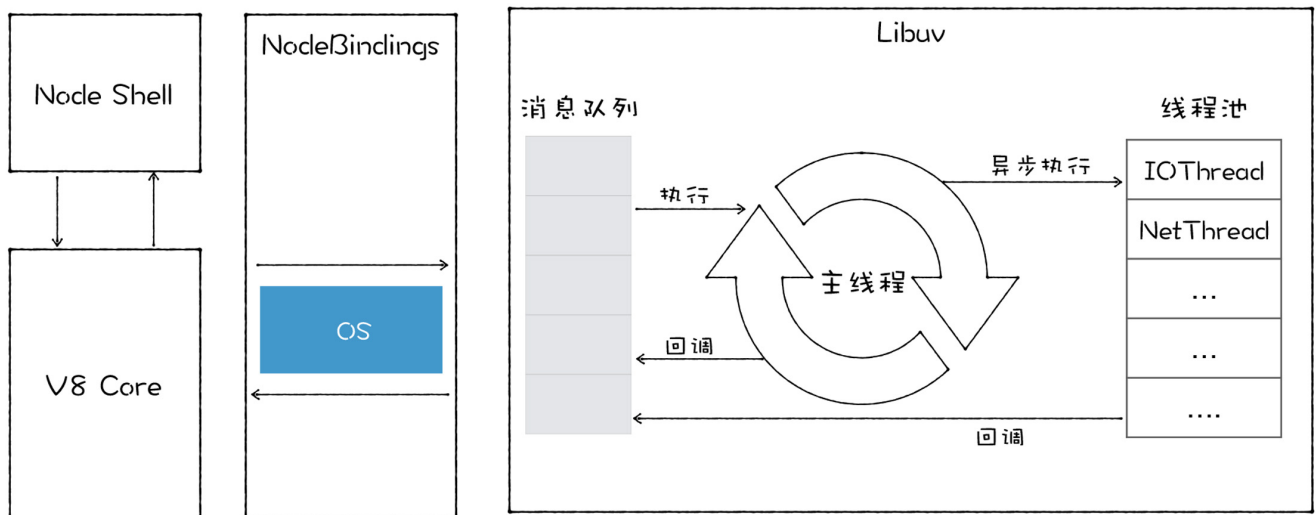 Node Shell
V8 Core
NodeBindings
OS
Libuv
消息队列
执行
回调
主线程
异步执行
回调
线程池
IOThread
NetThread
...
...
....